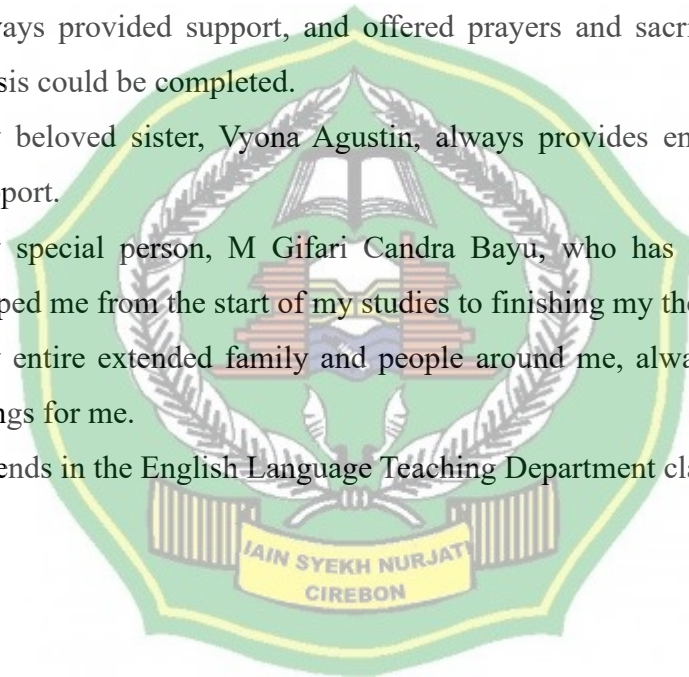 ways provided support, and offered prayers and sacri
sis could be completed.
beloved sister, Vyona Agustin, always provides en
port.
special person, M Gifari Candra Bayu, who has
ped me from the start of my studies to finishing my the
entire extended family and people around me, alwa
ngs for me.
ends in the English Language Teaching Department cla
IAIN SYEKH NURJATI
CIREBON